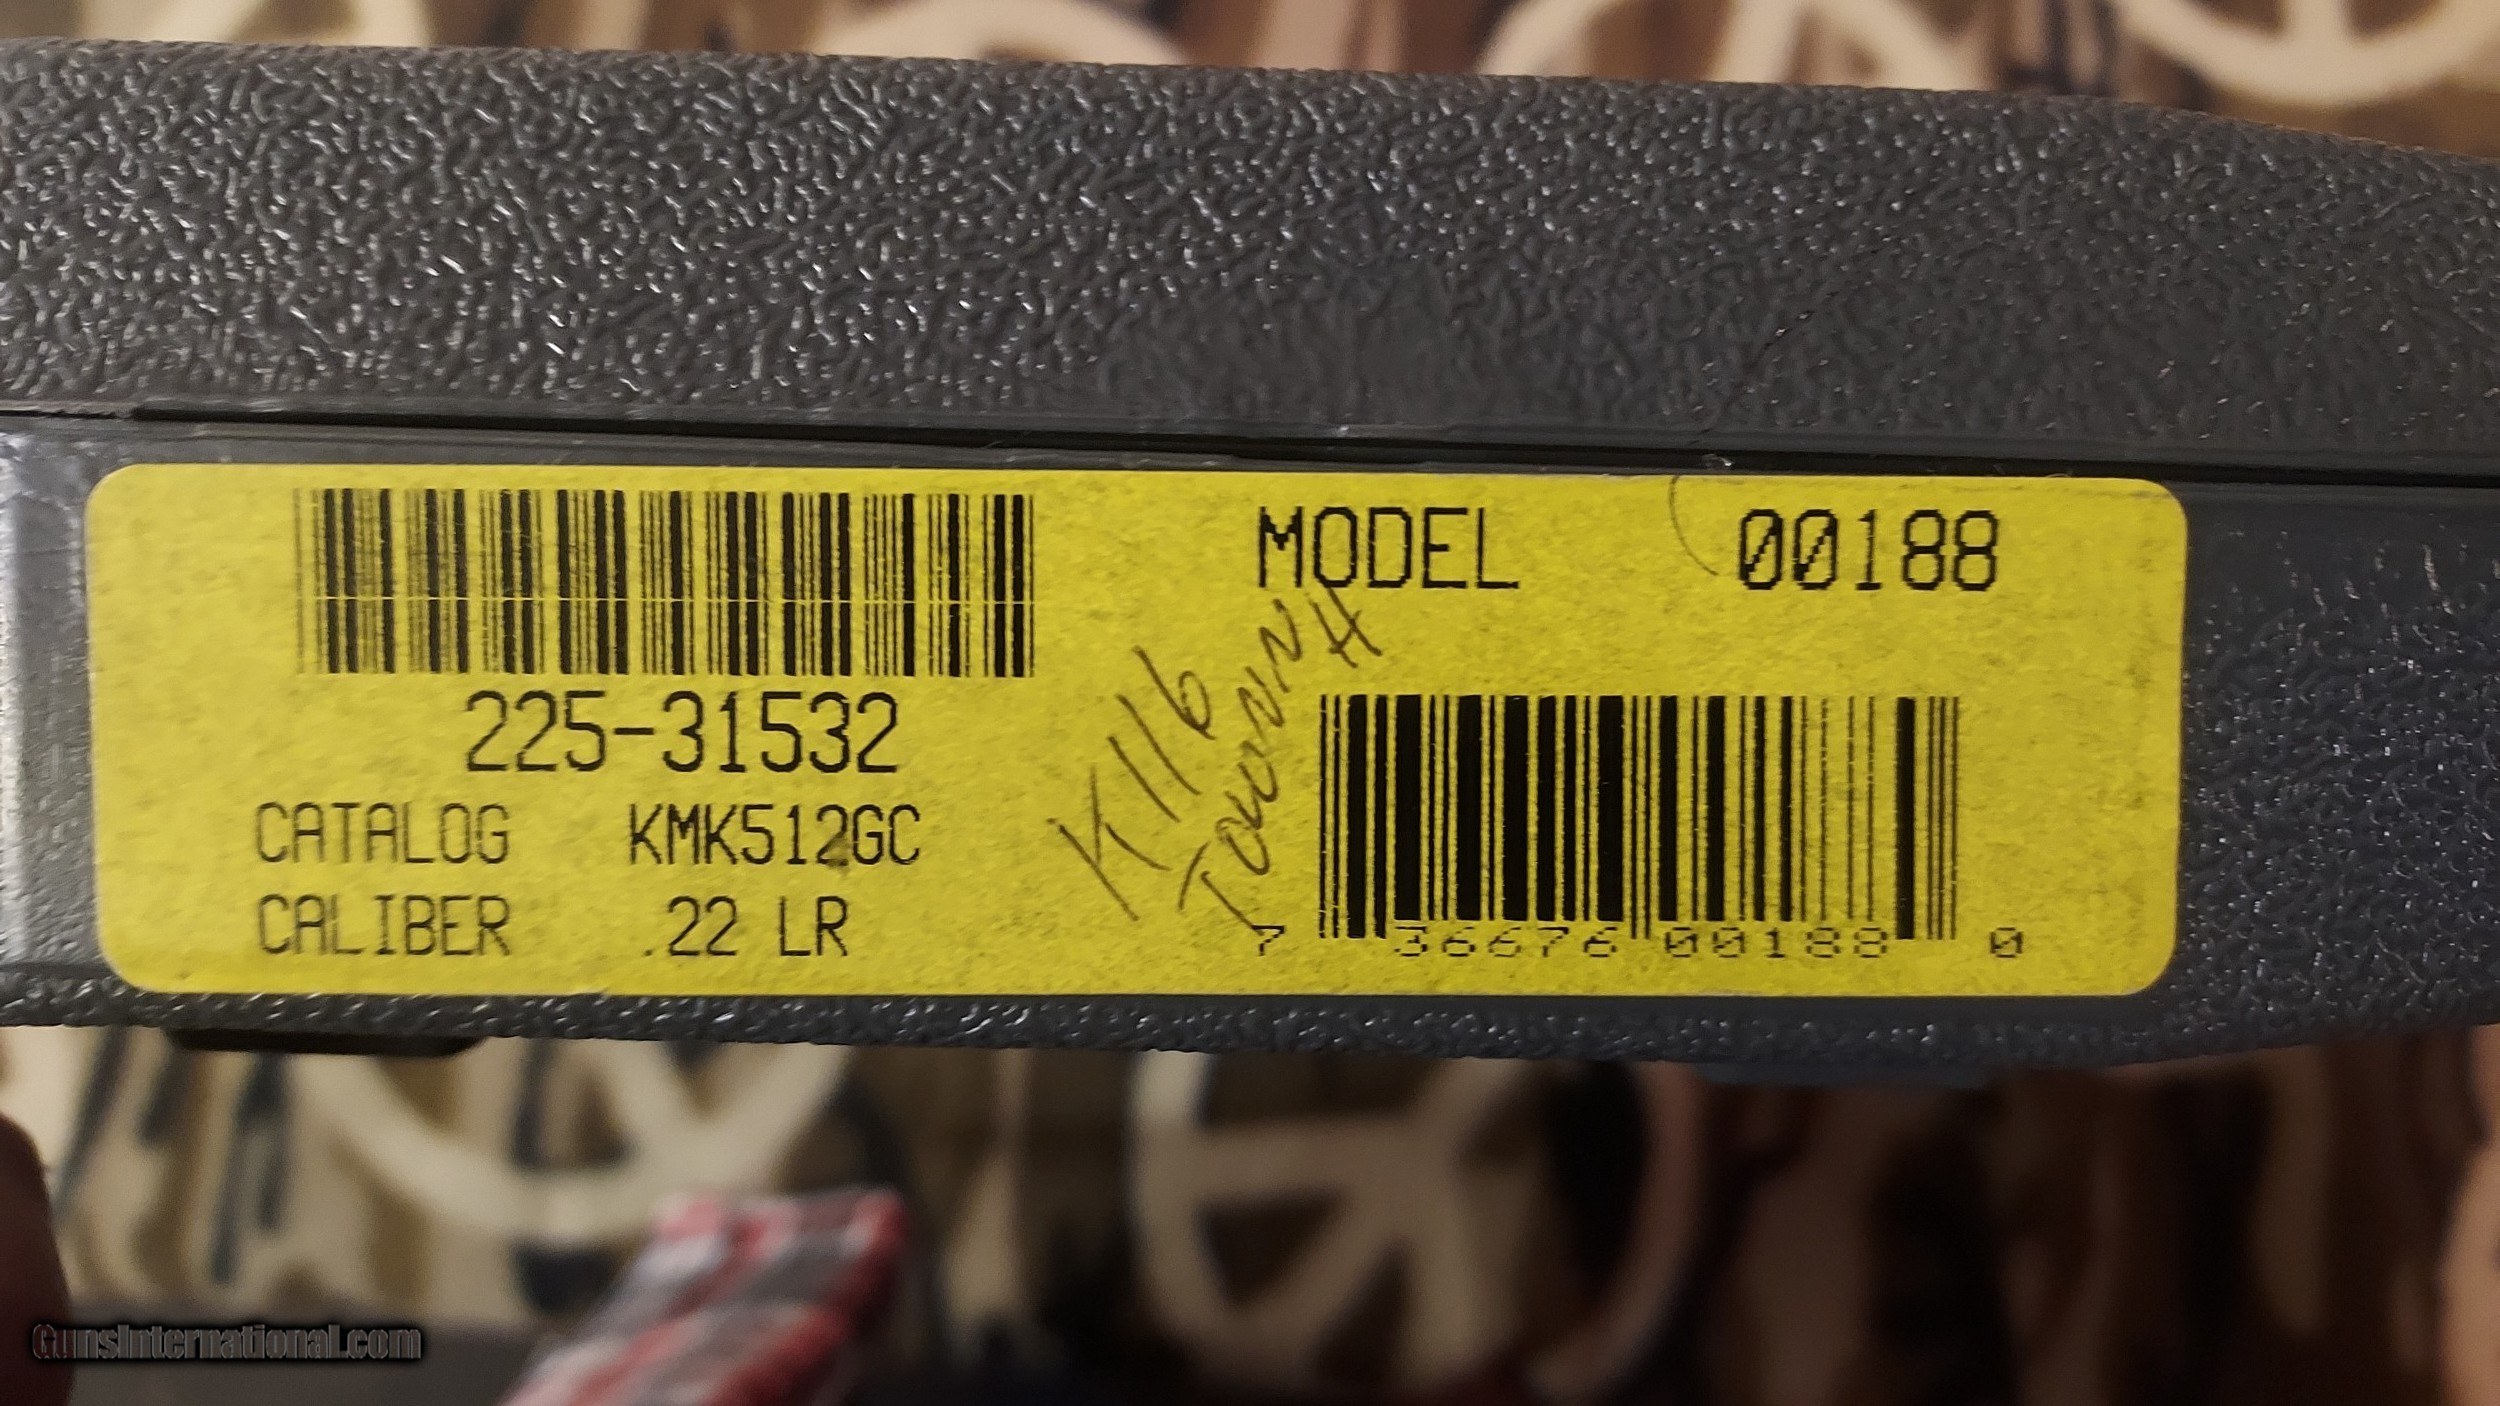 225-31532
CATALOG KMK512GC
CALIBER .22 LR
MODEL 00188
K116
7 36676 00188 0
GunsInternational.com